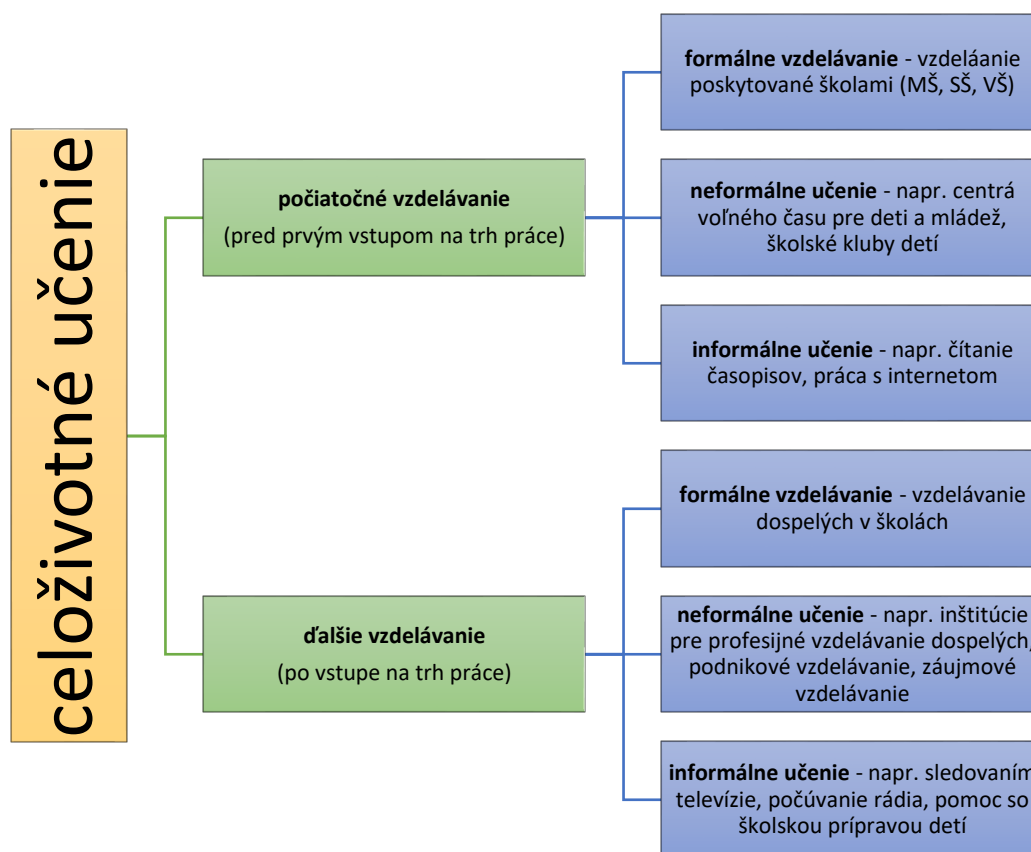 celoživotné učenie
počiatočné vzdelávanie
(pred prvým vstupom na trh práce)
formálne vzdelávanie - vzdeláanie
poskytované školami (MŠ, SŠ, VŠ)
neformálne učenie - napr. centrá
voľného času pre deti a mládež,
školské kluby detí
informálne učenie - napr. čítanie
časopisov, práca s internetom
ďalšie vzdelávanie
(po vstupe na trh práce)
formálne vzdelávanie - vzdelávanie
dospelých v školách
neformálne učenie - napr. inštitúcie
pre profesijné vzdelávanie dospelých,
podnikové vzdelávanie, záujmové
vzdelávanie
informálne učenie - napr. sledovaním
televízie, počúvanie rádia, pomoc so
školskou prípravou detí